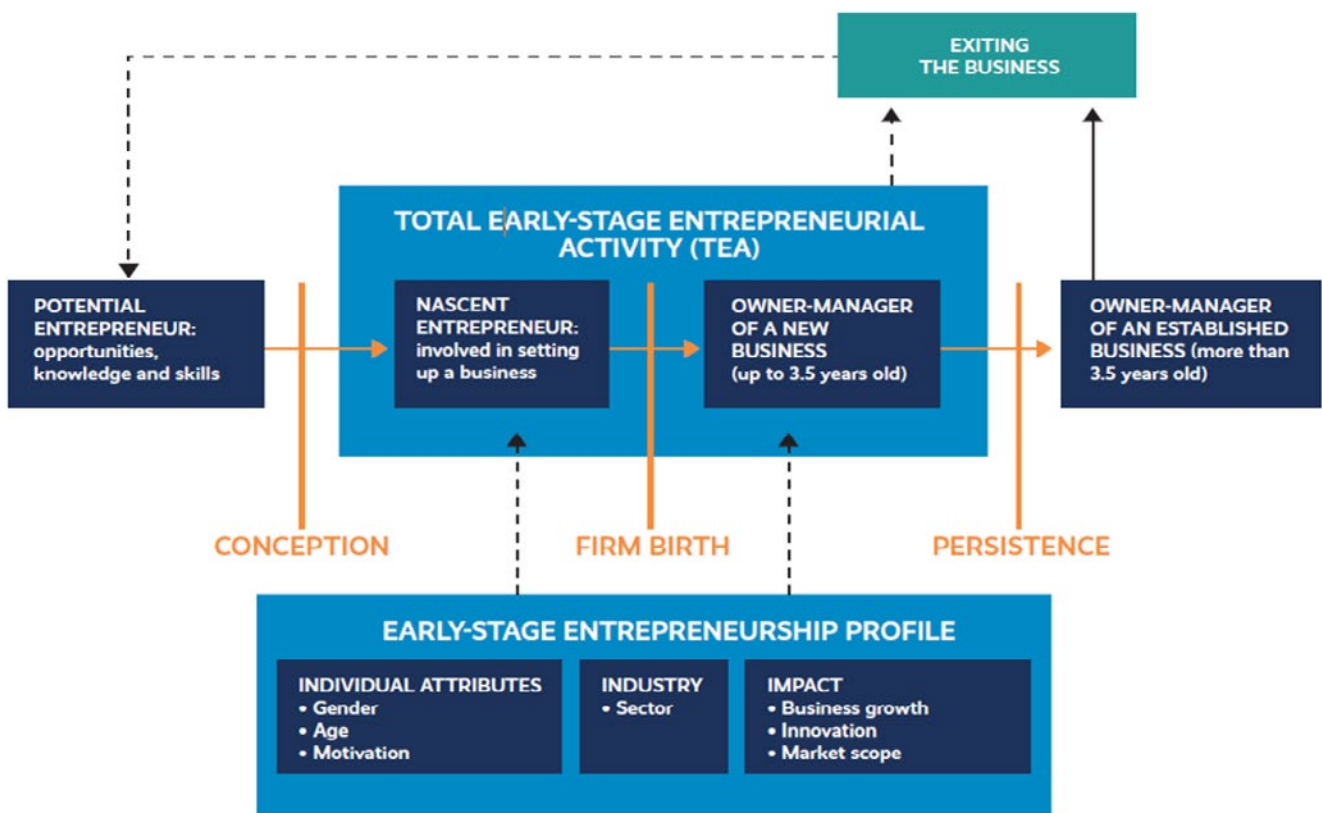 EXITING
THE BUSINESS
TOTAL EARLY-STAGE ENTREPRENEURIAL
ACTIVITY (TEA)
POTENTIAL
ENTREPRENEUR:
opportunities,
knowledge and skills
NASCENT
ENTREPRENEUR:
involved in setting
up a business
OWNER-MANAGER
OF A NEW
BUSINESS
(up to 3.5 years old)
OWNER-MANAGER
OF AN ESTABLISHED
BUSINESS (more than
3.5 years old)
CONCEPTION
FIRM BIRTH
PERSISTENCE
EARLY-STAGE ENTREPRENEURSHIP PROFILE
INDIVIDUAL ATTRIBUTES
• Gender
• Age
• Motivation
INDUSTRY
• Sector
IMPACT
• Business growth
• Innovation
• Market scope